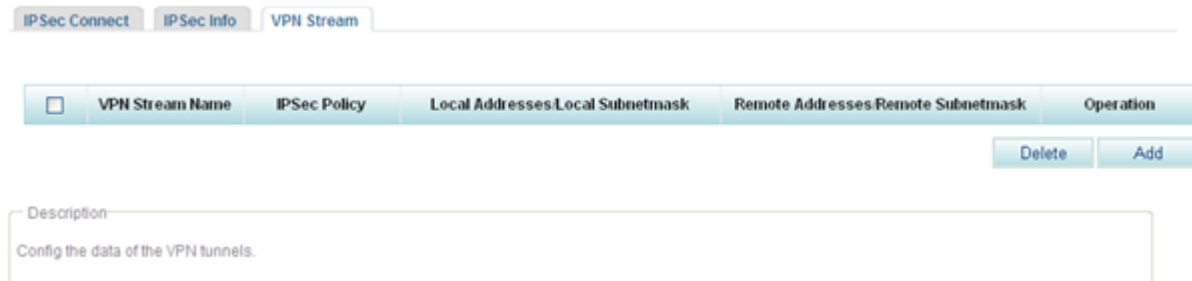 IPSec Connect IPSec Info VPN Stream
VPN Stream Name IPSec Policy Local Addresses/Local Subnetmask Remote Addresses/Remote Subnetmask Operation
Delete Add
Description
Config the data of the VPN tunnels.